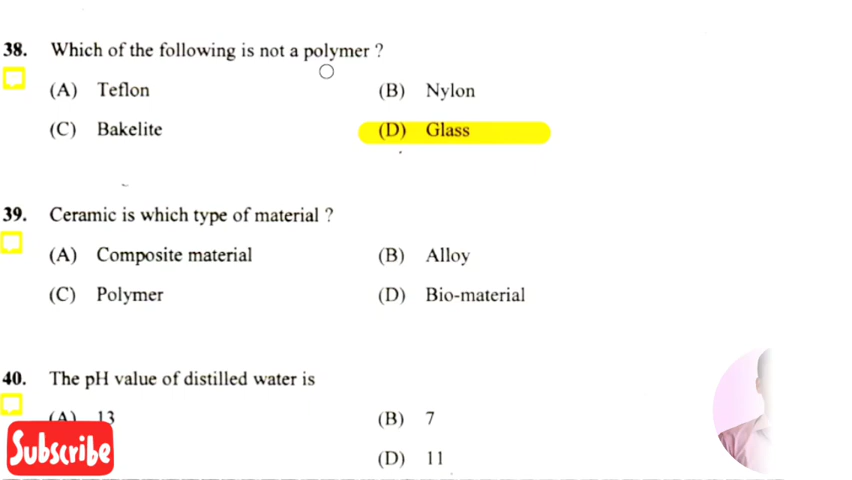 38. Which of the following is not a polymer ?
(A) Teflon (B) Nylon
(C) Bakelite (D) Glass
39. Ceramic is which type of material ?
(A) Composite material (B) Alloy
(C) Polymer (D) Bio-material
40. The pH value of distilled water is
(A) 13 (B) 7
Subscribe
(D) 11